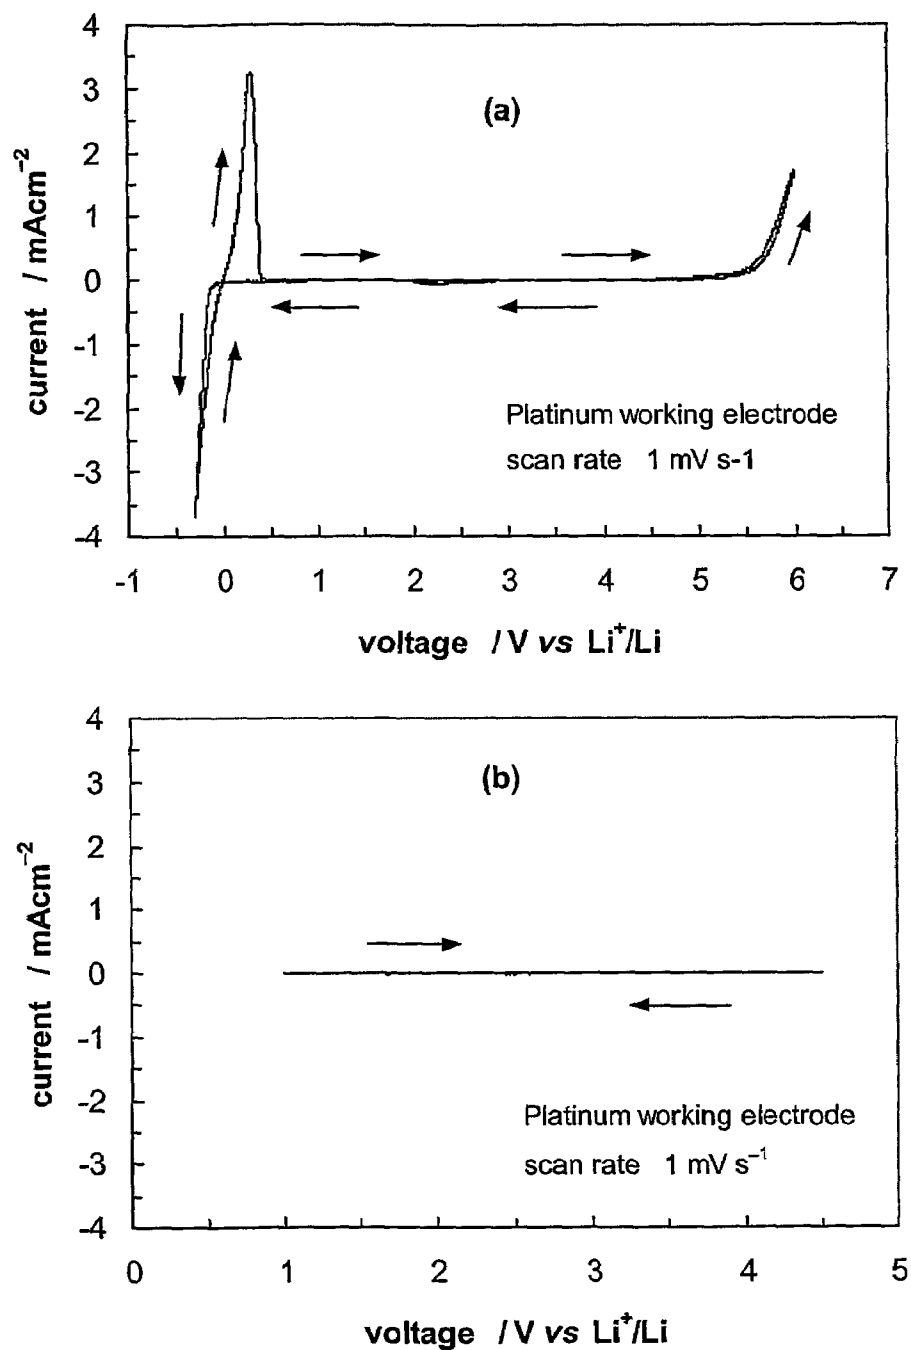 4
3
(a)
2
1
0
-1
-2
-3
-4
current / mAcm⁻²
Platinum working electrode
scan rate 1 mV s-1
-1 0 1 2 3 4 5 6 7
voltage / V vs Li⁺/Li
4
3
(b)
2
1
0
-1
-2
-3
-4
current / mAcm⁻²
Platinum working electrode
scan rate 1 mV s⁻¹
0 1 2 3 4 5
voltage / V vs Li⁺/Li